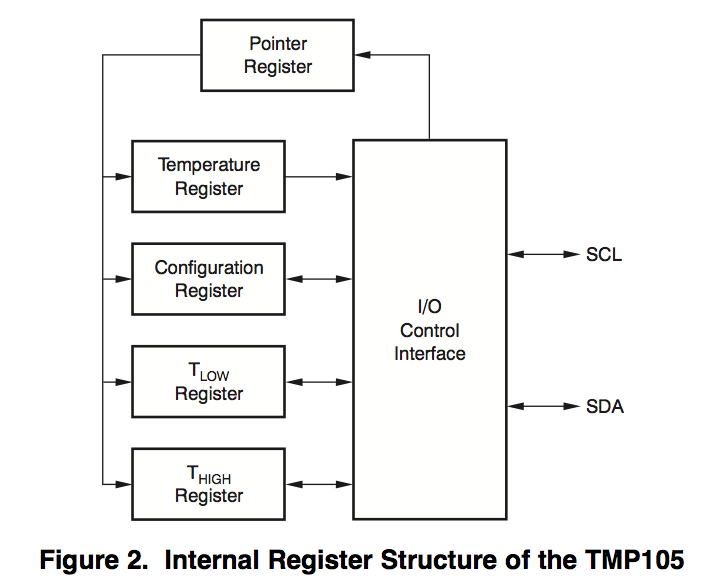 Pointer
Register
Temperature
Register
Configuration
Register
TLOW
Register
THIGH
Register
I/O
Control
Interface
SCL
SDA
Figure 2. Internal Register Structure of the TMP105